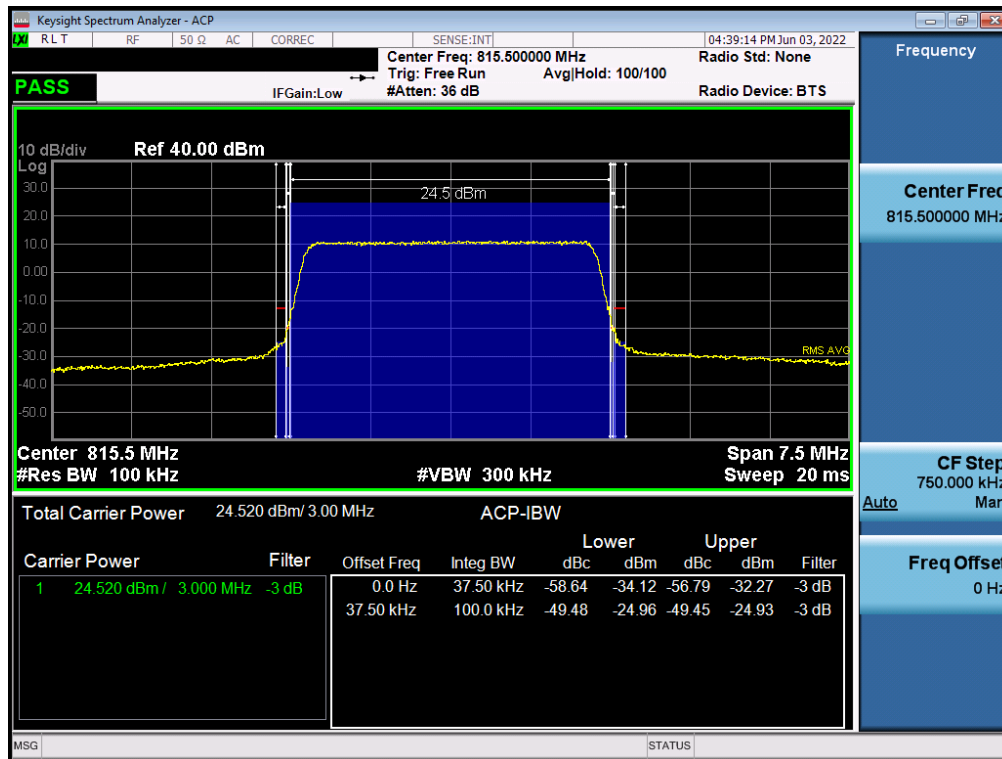 Keysight Spectrum Analyzer - ACP
LXI RLT RF 50 Ω AC CORREC SENSE:INT 04:39:14 PM Jun 03, 2022
Center Freq: 815.500000 MHz Radio Std: None
Trig: Free Run Avg|Hold: 100/100
PASS IFGain:Low #Atten: 36 dB Radio Device: BTS
10 dB/div Ref 40.00 dBm
Log
30.0
24.5 dBm
20.0
10.0
0.00
-10.0
-20.0
-30.0
RMS AVG
-40.0
-50.0
Center 815.5 MHz Span 7.5 MHz
#Res BW 100 kHz #VBW 300 kHz Sweep 20 ms
Total Carrier Power 24.520 dBm/ 3.00 MHz ACP-IBW
Lower Upper
Carrier Power Filter Offset Freq Integ BW dBc dBm dBc dBm Filter
1 24.520 dBm / 3.000 MHz -3 dB 0.0 Hz 37.50 kHz -58.64 -34.12 -56.79 -32.27 -3 dB
37.50 kHz 100.0 kHz -49.48 -24.96 -49.45 -24.93 -3 dB
MSG STATUS
Frequency
Center Freq
815.500000 MHz
CF Step
750.000 kHz
Auto Man
Freq Offset
0 Hz